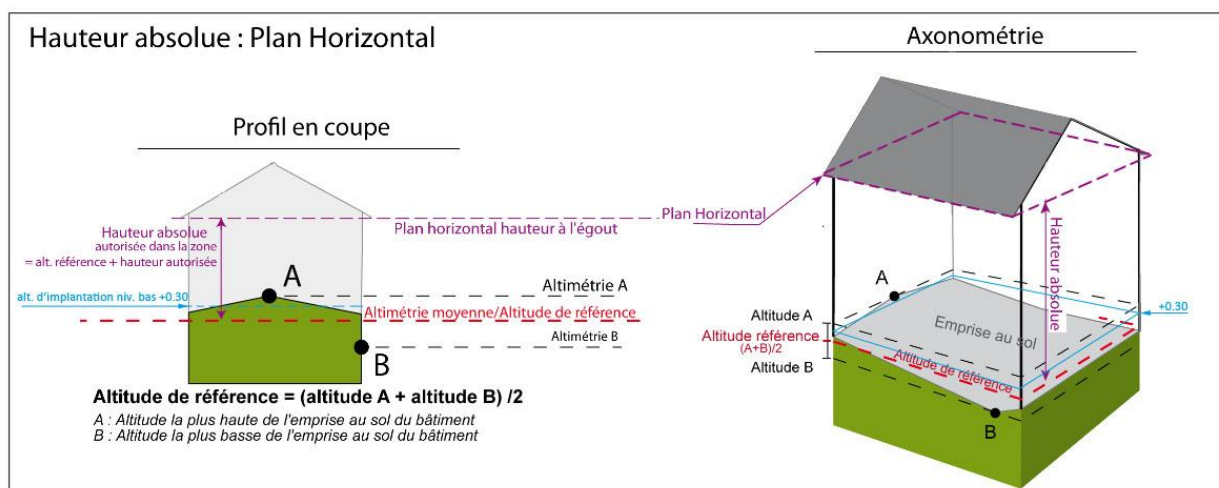 Hauteur absolue : Plan Horizontal
Profil en coupe
Hauteur absolue
autorisée dans la zone
= alt. référence + hauteur autorisée
Plan horizontal hauteur à l'égout
A
alt. d'implantation niv. bas +0.30
Altimétrie A
Altimétrie moyenne/Altitude de référence
Altimétrie B
B
Altitude de référence = (altitude A + altitude B) /2
A : Altitude la plus haute de l'emprise au sol du bâtiment
B : Altitude la plus basse de l'emprise au sol du bâtiment
Axonométrie
Plan Horizontal
Hauteur absolue
A
+0.30
Altitude A
Emprise au sol
Altitude référence
(A+B)/2
Altitude de référence
Altitude B
B